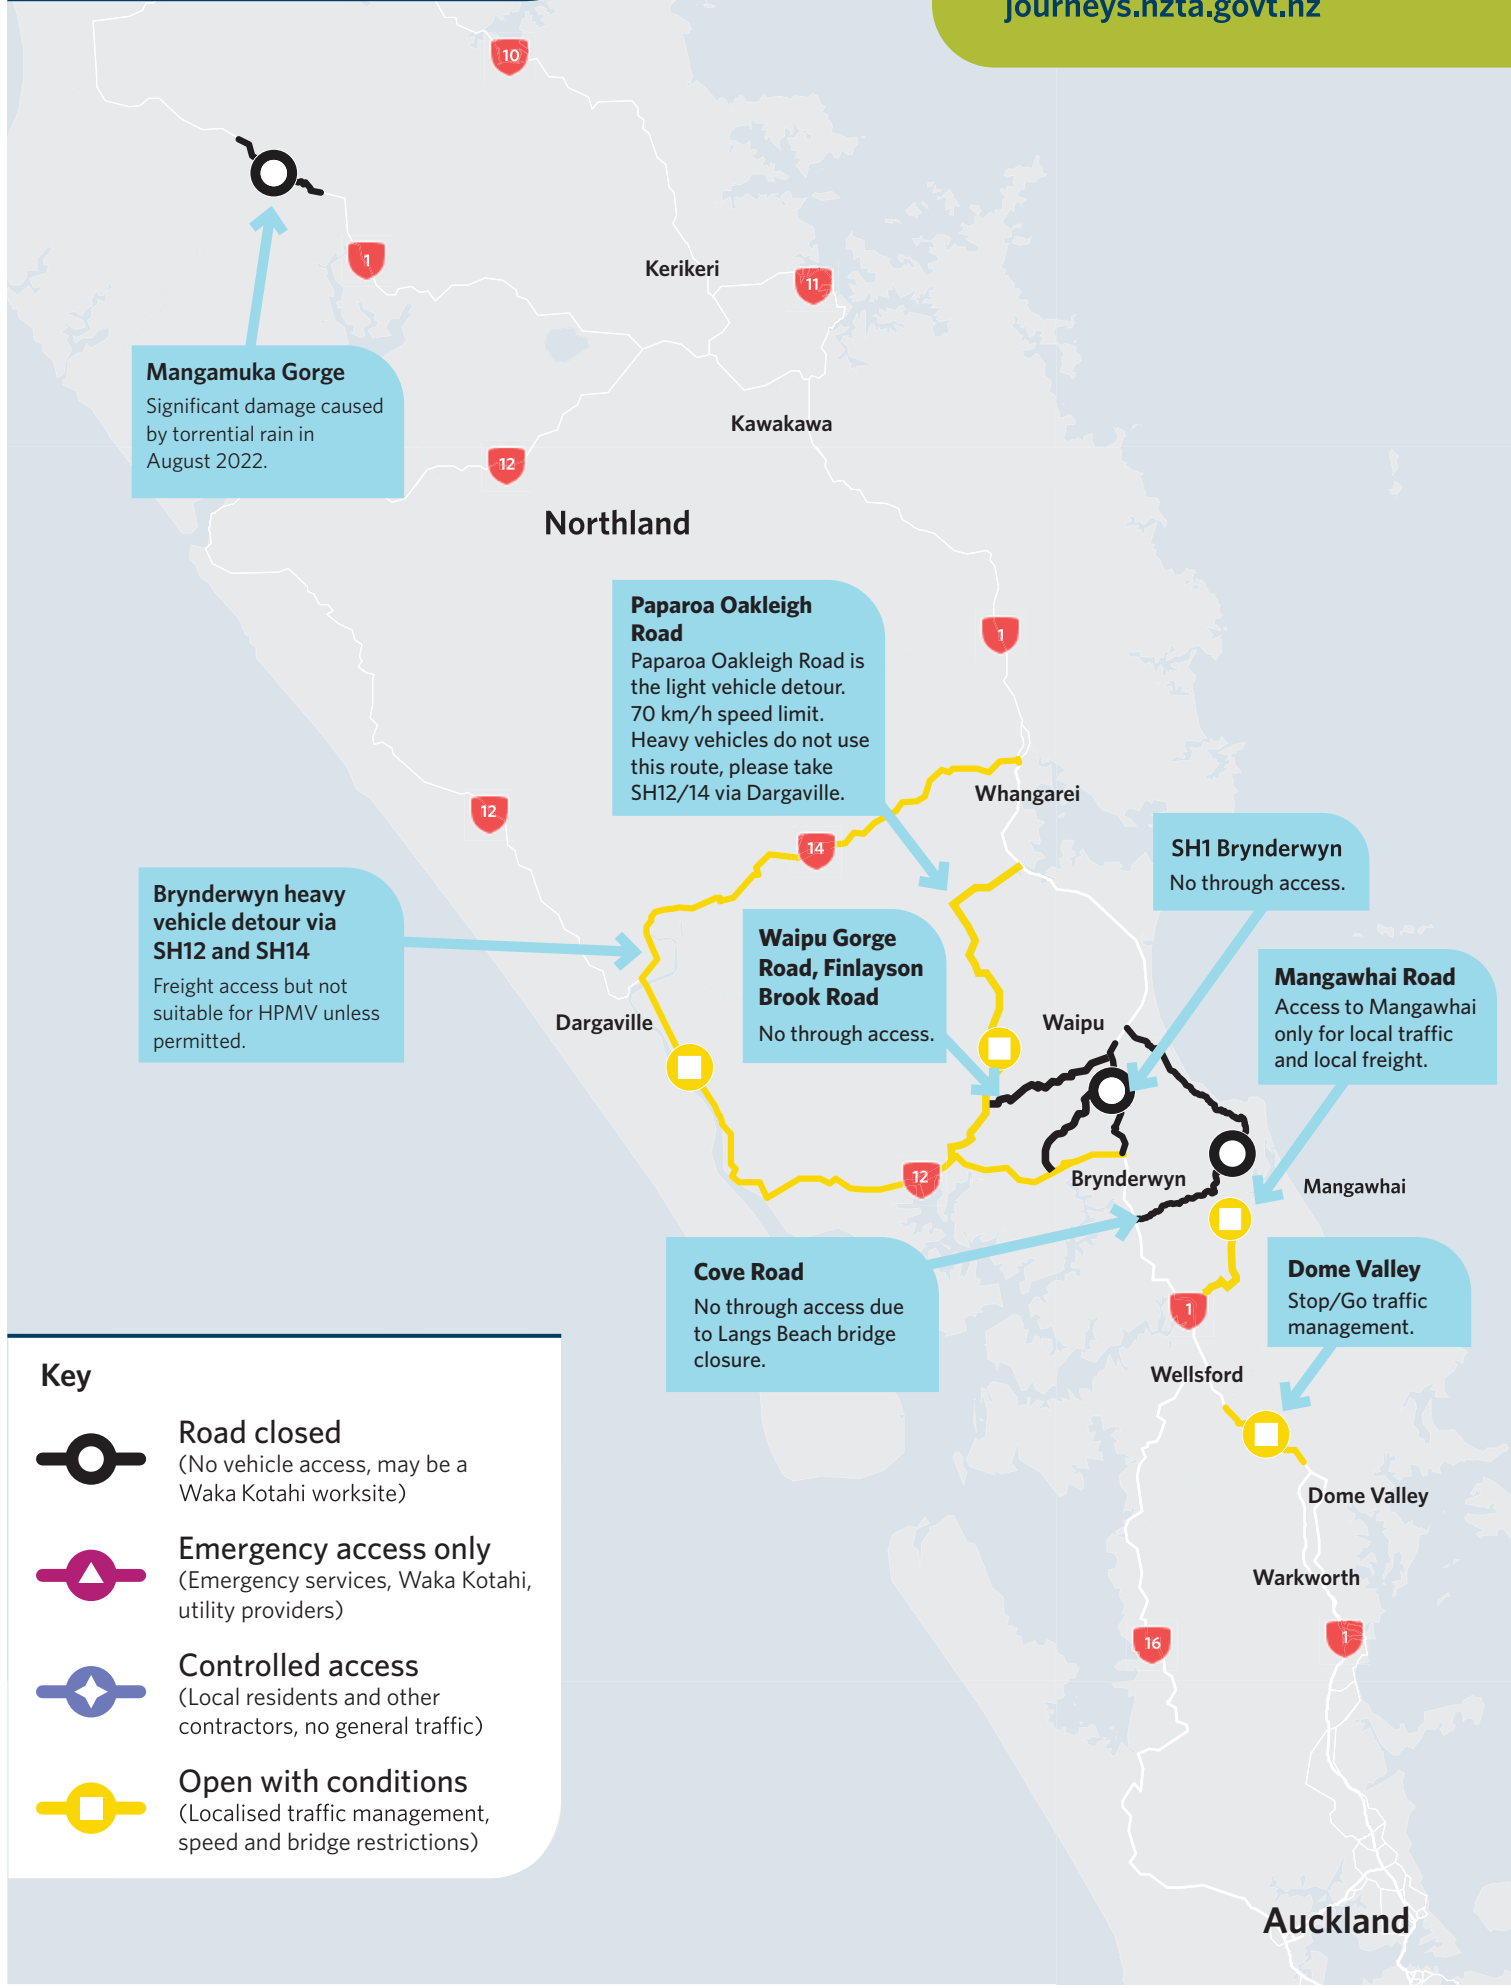 journeys.nzta.govt.nz
10
1
Kerikeri
11
Mangamuka Gorge
Significant damage caused
by torrential rain in
August 2022.
Kawakawa
12
Northland
Paparoa Oakleigh
Road
Paparoa Oakleigh Road is
the light vehicle detour.
70 km/h speed limit.
Heavy vehicles do not use
this route, please take
SH12/14 via Dargaville.
1
Whangarei
12
14
SH1 Brynderwyn
No through access.
Brynderwyn heavy
vehicle detour via
SH12 and SH14
Freight access but not
suitable for HPMV unless
permitted.
Waipu Gorge
Road, Finlayson
Brook Road
No through access.
Mangawhai Road
Access to Mangawhai
only for local traffic
and local freight.
Dargaville
Waipu
12
Brynderwyn
Mangawhai
Cove Road
No through access due
to Langs Beach bridge
closure.
Dome Valley
Stop/Go traffic
management.
1
Wellsford
Dome Valley
Warkworth
16
1
Auckland
Key
Road closed
(No vehicle access, may be a
Waka Kotahi worksite)
Emergency access only
(Emergency services, Waka Kotahi,
utility providers)
Controlled access
(Local residents and other
contractors, no general traffic)
Open with conditions
(Localised traffic management,
speed and bridge restrictions)